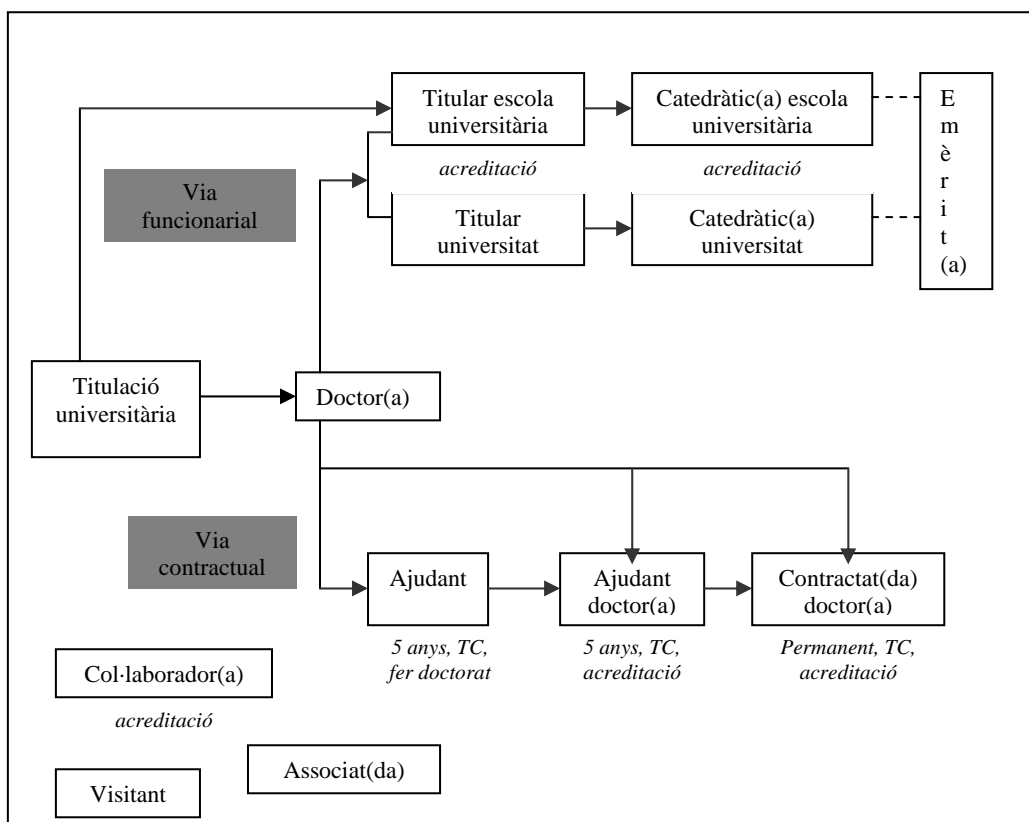 Titular escola
universitària
acreditació
Catedràtic(a) escola
universitària
acreditació
E
m
è
r
i
t
(a)
Via
funcionarial
Titular
universitat
Catedràtic(a)
universitat
Titulació
universitària
Doctor(a)
Via
contractual
Ajudant
5 anys, TC,
fer doctorat
Ajudant
doctor(a)
5 anys, TC,
acreditació
Contractat(da)
doctor(a)
Permanent, TC,
acreditació
Col·laborador(a)
acreditació
Associat(da)
Visitant